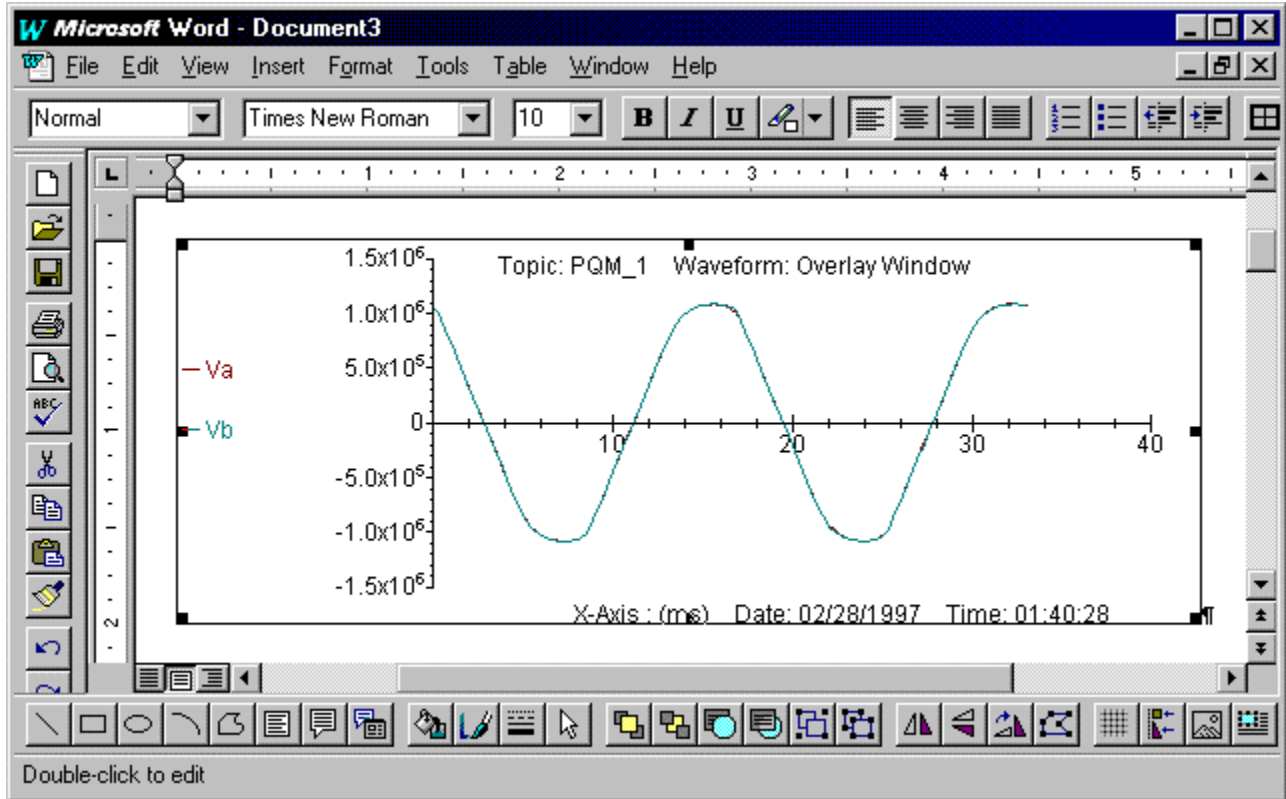 Microsoft Word - Document3
File Edit View Insert Format Tools Table Window Help
Normal Times New Roman 10 B I U
L 1 2 3 4 5
1.5x10⁶ Topic: PQM_1 Waveform: Overlay Window
1.0x10⁶
Va 5.0x10⁵
ABC
1
Vb 0
10 20 30 40
-5.0x10⁵
-1.0x10⁶
-1.5x10⁶
2
X-Axis : (ms) Date: 02/28/1997 Time: 01:40:28 ¶
Double-click to edit